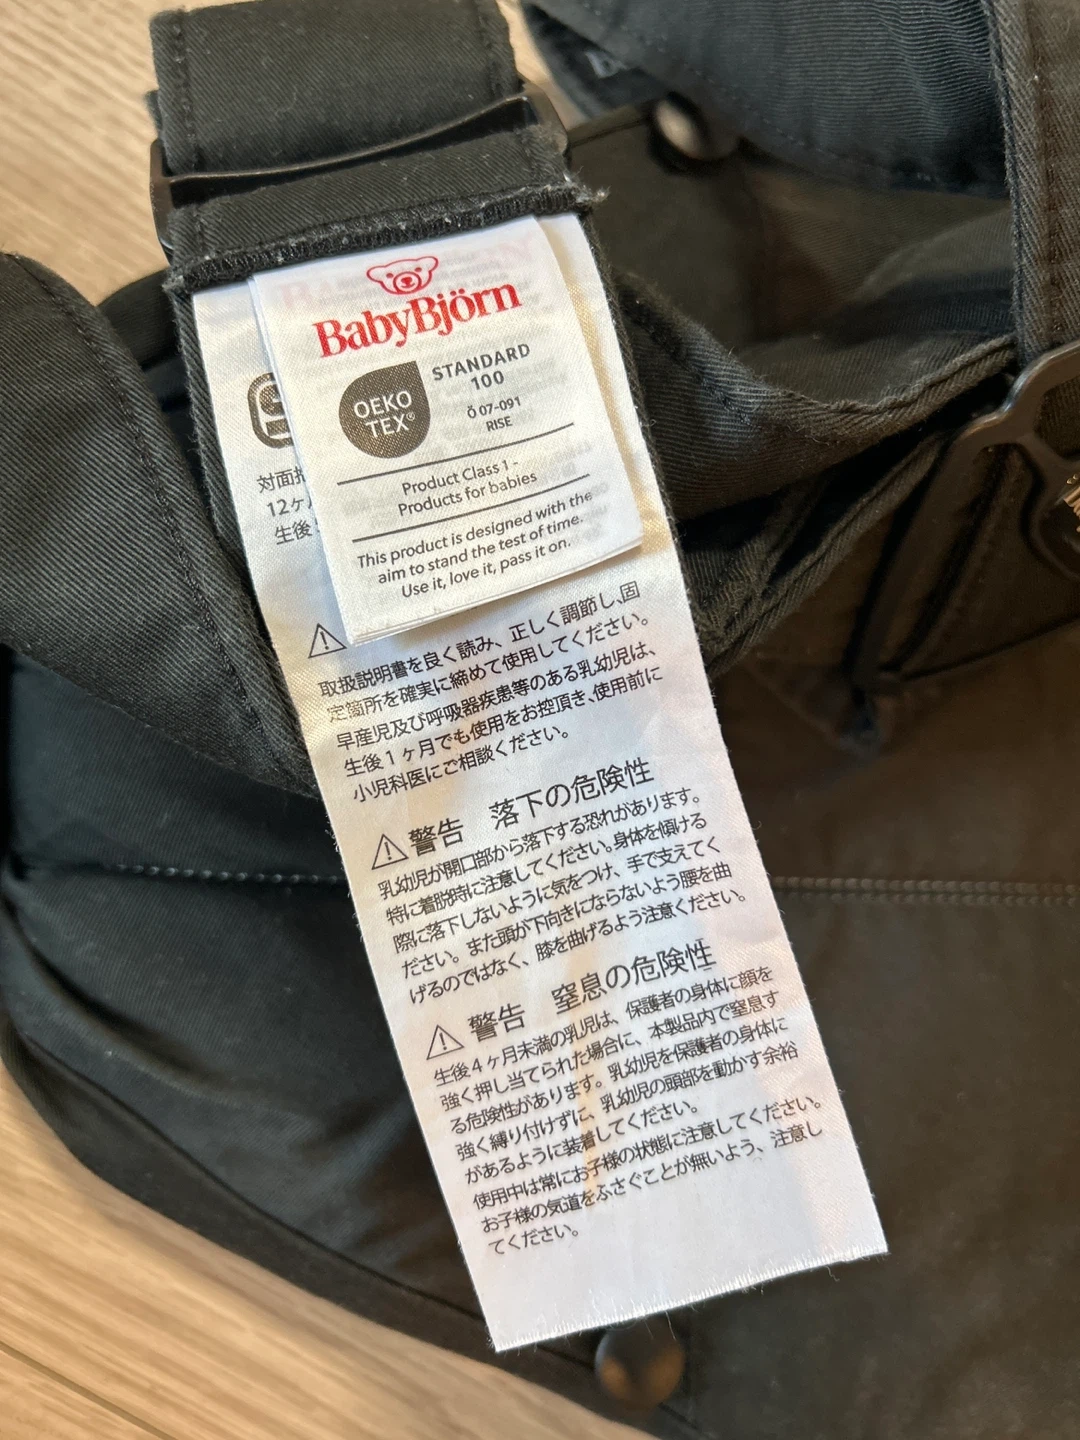 BabyBjörn
OEKO
TEX®
STANDARD
100
Ö 07-091
RISE
Product Class 1 -
Products for babies
This product is designed with the
aim to stand the test of time.
Use it, love it, pass it on.
対面
12ヶ
生後
取扱説明書を良く読み、正しく調節し、固
定箇所を確実に締めて使用してください。
早産児及び呼吸器疾患等のある乳幼児は、
生後1ヶ月でも使用をお控頂き、使用前に
小児科医にご相談ください。
警告 落下の危険性
乳幼児が開口部から落下する恐れがあります。
特に着脱時に注意してください。身体を傾ける
際に落下しないように気をつけ、手で支えてく
ださい。また頭が下向きにならないよう腰を曲
げるのではなく、膝を曲げるよう注意ください。
警告 窒息の危険性
生後4ヶ月未満の乳児は、保護者の身体に顔を
強く押し当てられた場合に、本製品内で窒息す
る危険性があります。乳幼児を保護者の身体に
強く縛り付けずに、乳幼児の頭部を動かす余裕
があるように装着してください。
使用中は常にお子様の状態に注意してください。
お子様の気道をふさぐことが無いよう、注意し
てください。